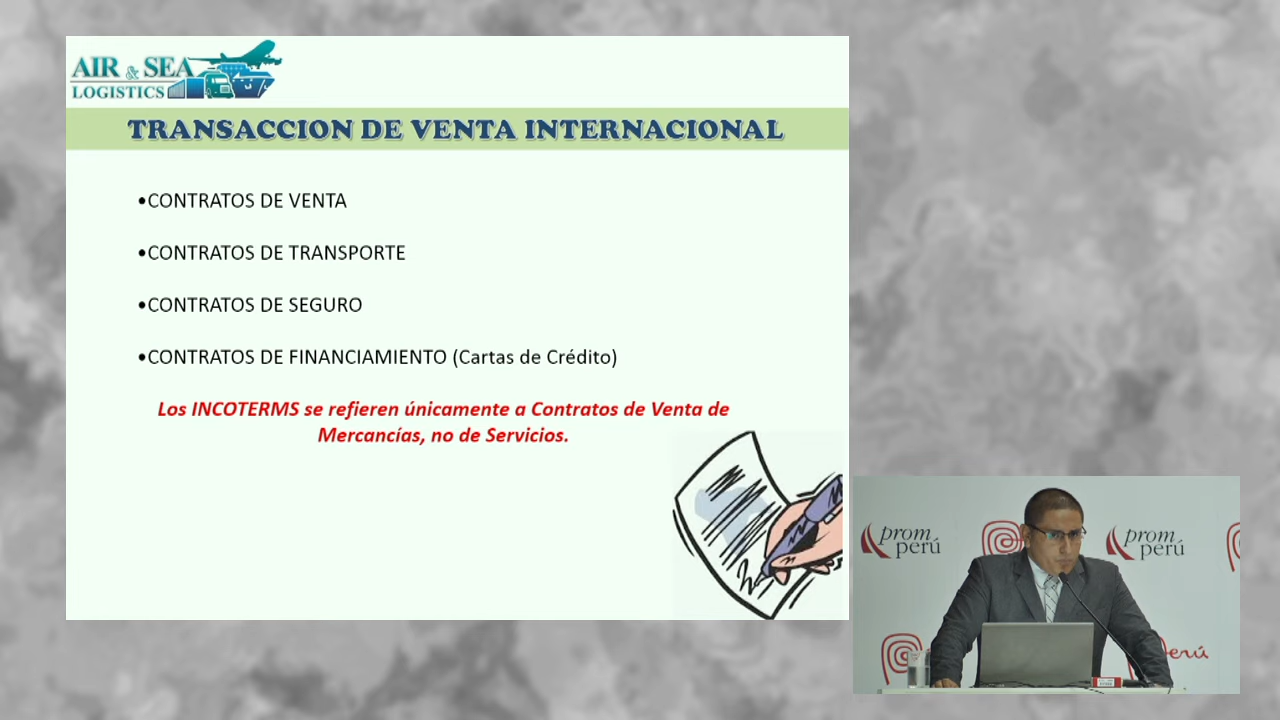 AIR & SEA
LOGISTICS
TRANSACCION DE VENTA INTERNACIONAL
•CONTRATOS DE VENTA
•CONTRATOS DE TRANSPORTE
•CONTRATOS DE SEGURO
•CONTRATOS DE FINANCIAMIENTO (Cartas de Crédito)
Los INCOTERMS se refieren únicamente a Contratos de Venta de
Mercancías, no de Servicios.
prom
perú
prom
perú